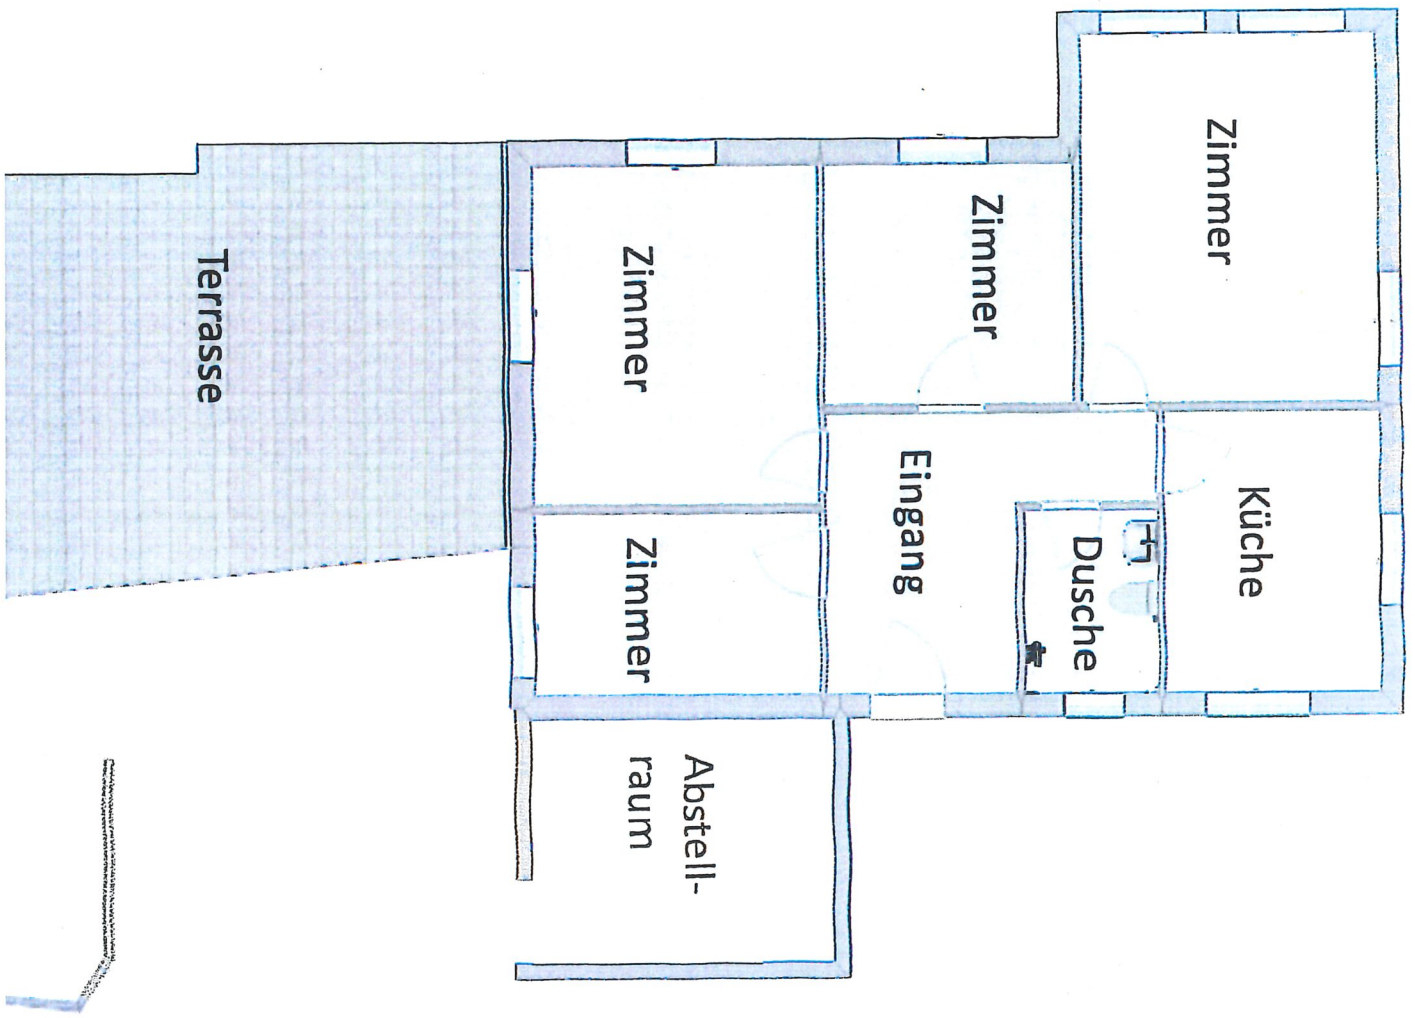 Zimmer
Küche
Zimmer
Dusche
Eingang
Zimmer
Zimmer
Abstell-
raum
Terrasse